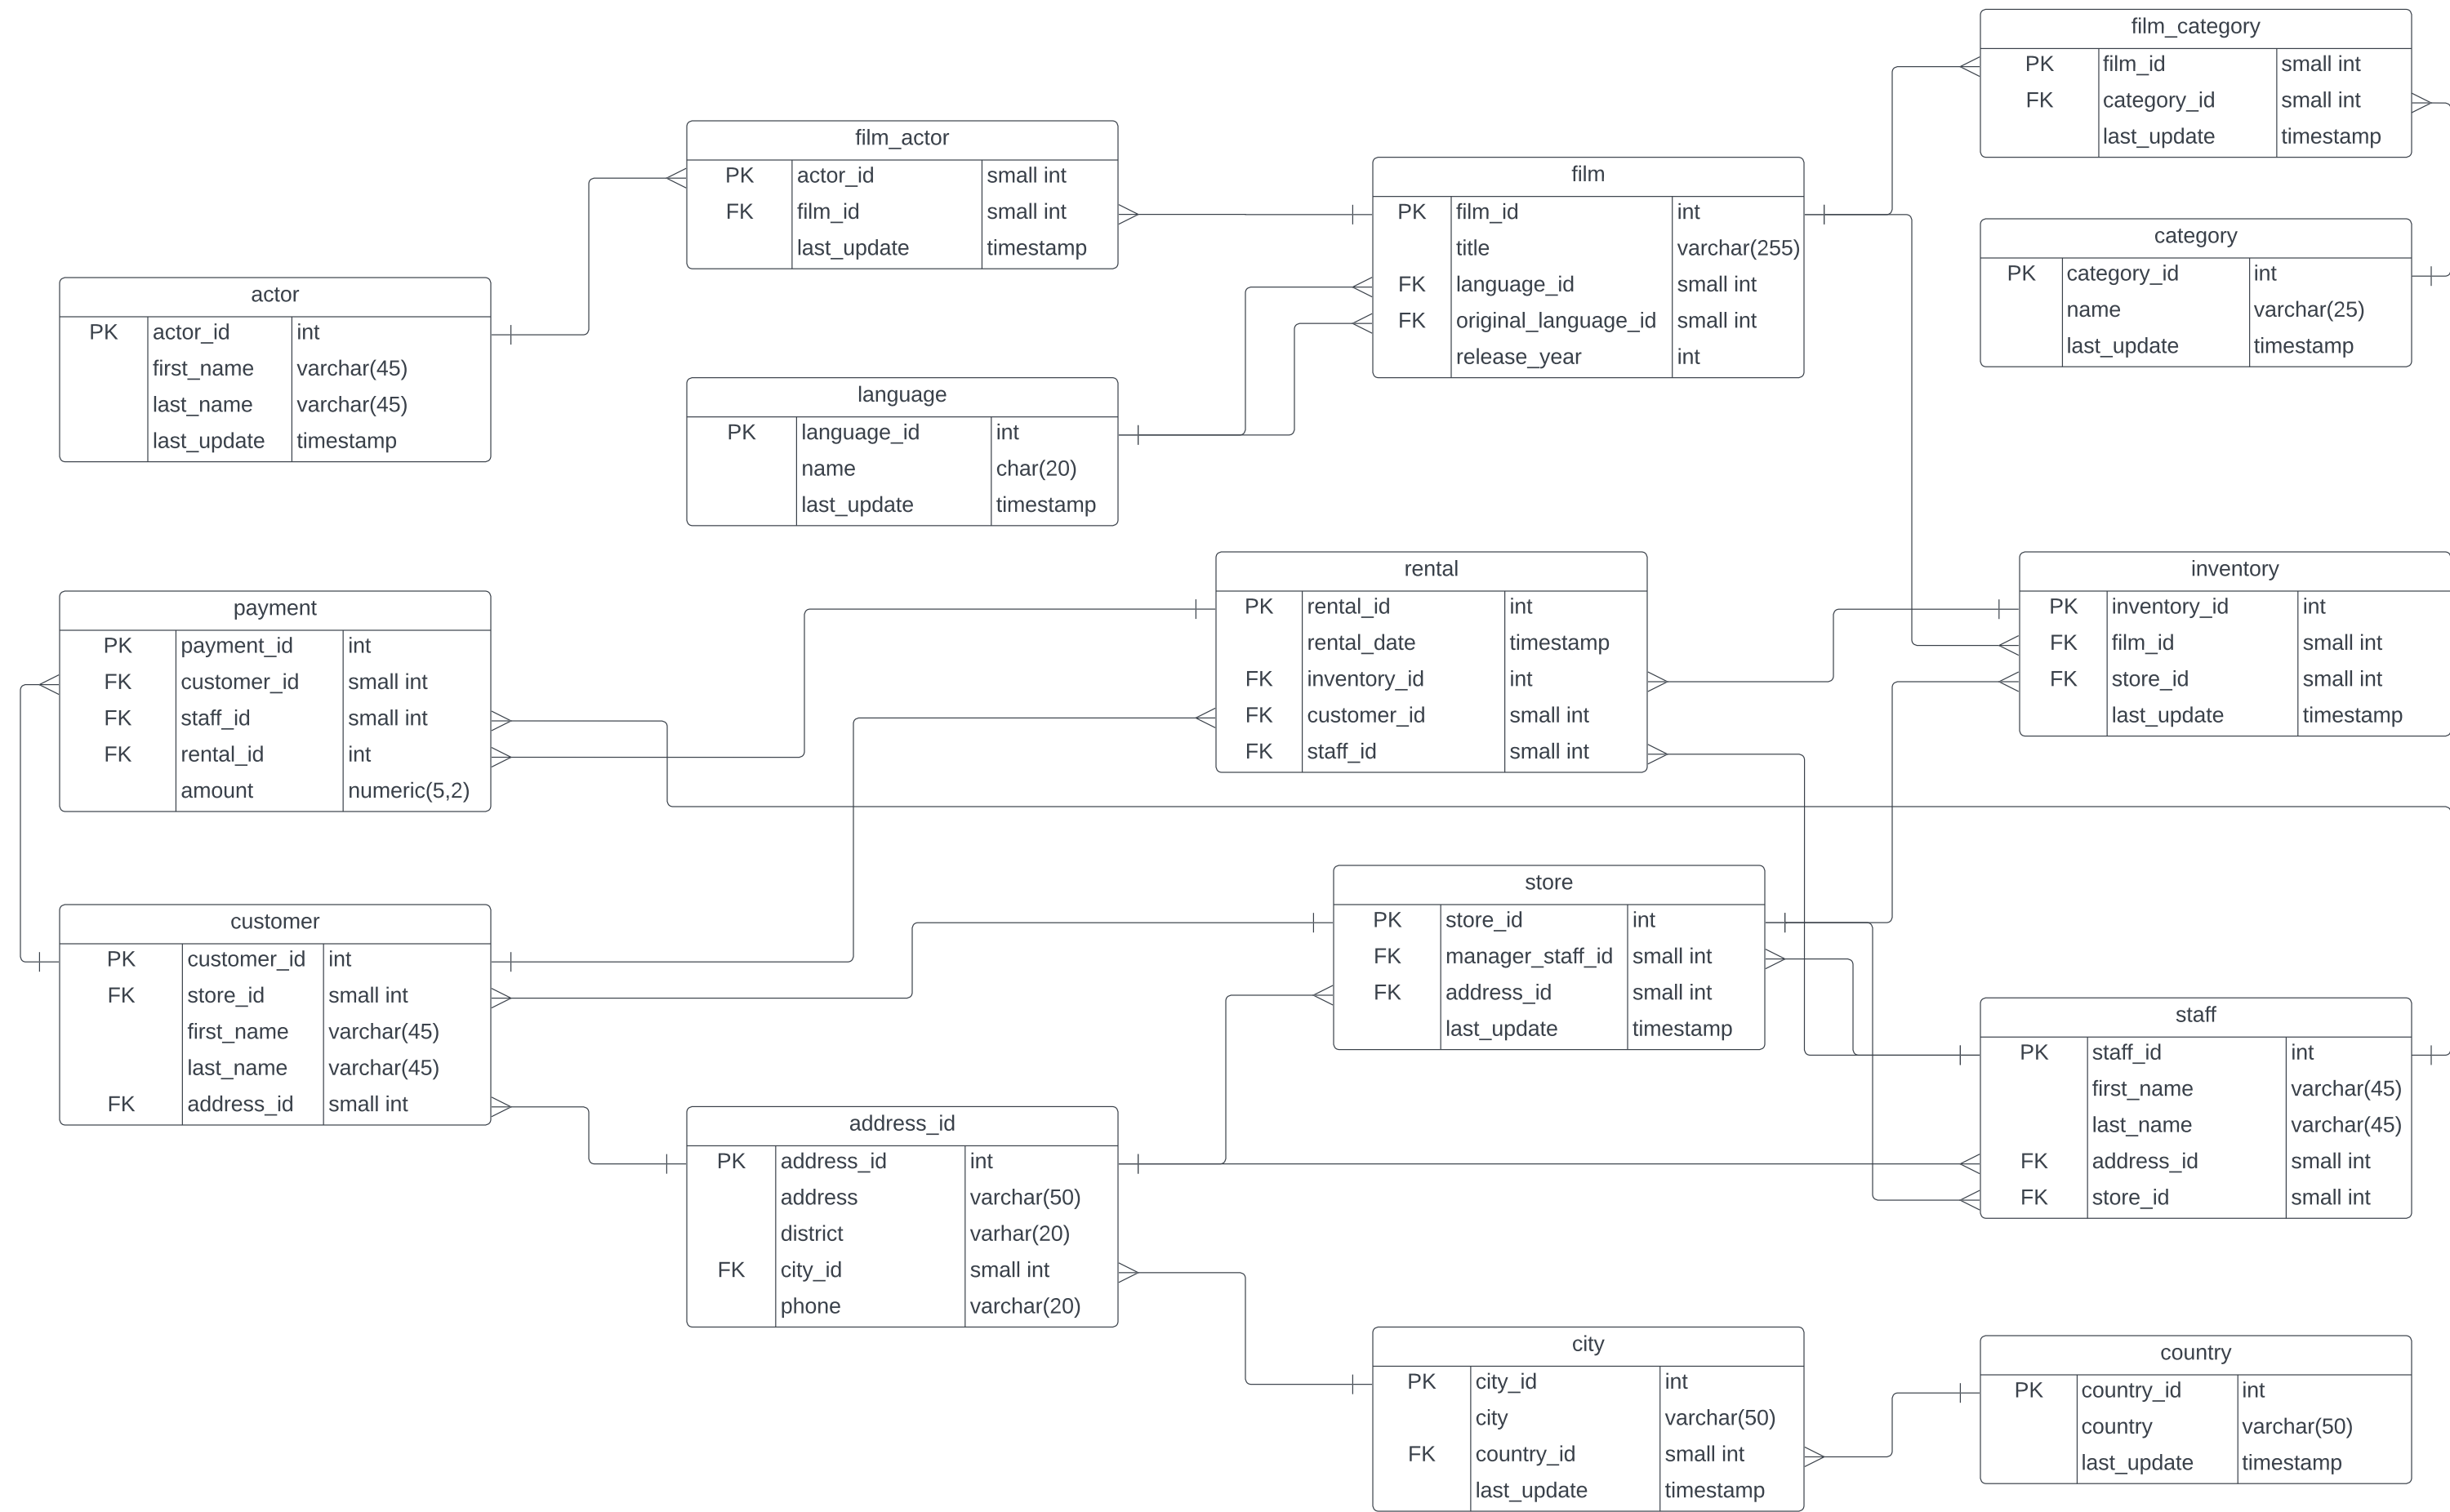 film_category
PK film_id small int
FK category_id small int
last_update timestamp
film_actor
PK actor_id small int
FK film_id small int
last_update timestamp
film
PK film_id int
title varchar(255)
FK language_id small int
FK original_language_id small int
release_year int
category
PK category_id int
name varchar(25)
last_update timestamp
actor
PK actor_id int
first_name varchar(45)
last_name varchar(45)
last_update timestamp
language
PK language_id int
name char(20)
last_update timestamp
rental
PK rental_id int
rental_date timestamp
FK inventory_id int
FK customer_id small int
FK staff_id small int
inventory
PK inventory_id int
FK film_id small int
FK store_id small int
last_update timestamp
payment
PK payment_id int
FK customer_id small int
FK staff_id small int
FK rental_id int
amount numeric(5,2)
store
PK store_id int
FK manager_staff_id small int
FK address_id small int
last_update timestamp
customer
PK customer_id int
FK store_id small int
first_name varchar(45)
last_name varchar(45)
FK address_id small int
staff
PK staff_id int
first_name varchar(45)
last_name varchar(45)
FK address_id small int
FK store_id small int
address_id
PK address_id int
address varchar(50)
district varhar(20)
FK city_id small int
phone varchar(20)
city
PK city_id int
city varchar(50)
FK country_id small int
last_update timestamp
country
PK country_id int
country varchar(50)
last_update timestamp